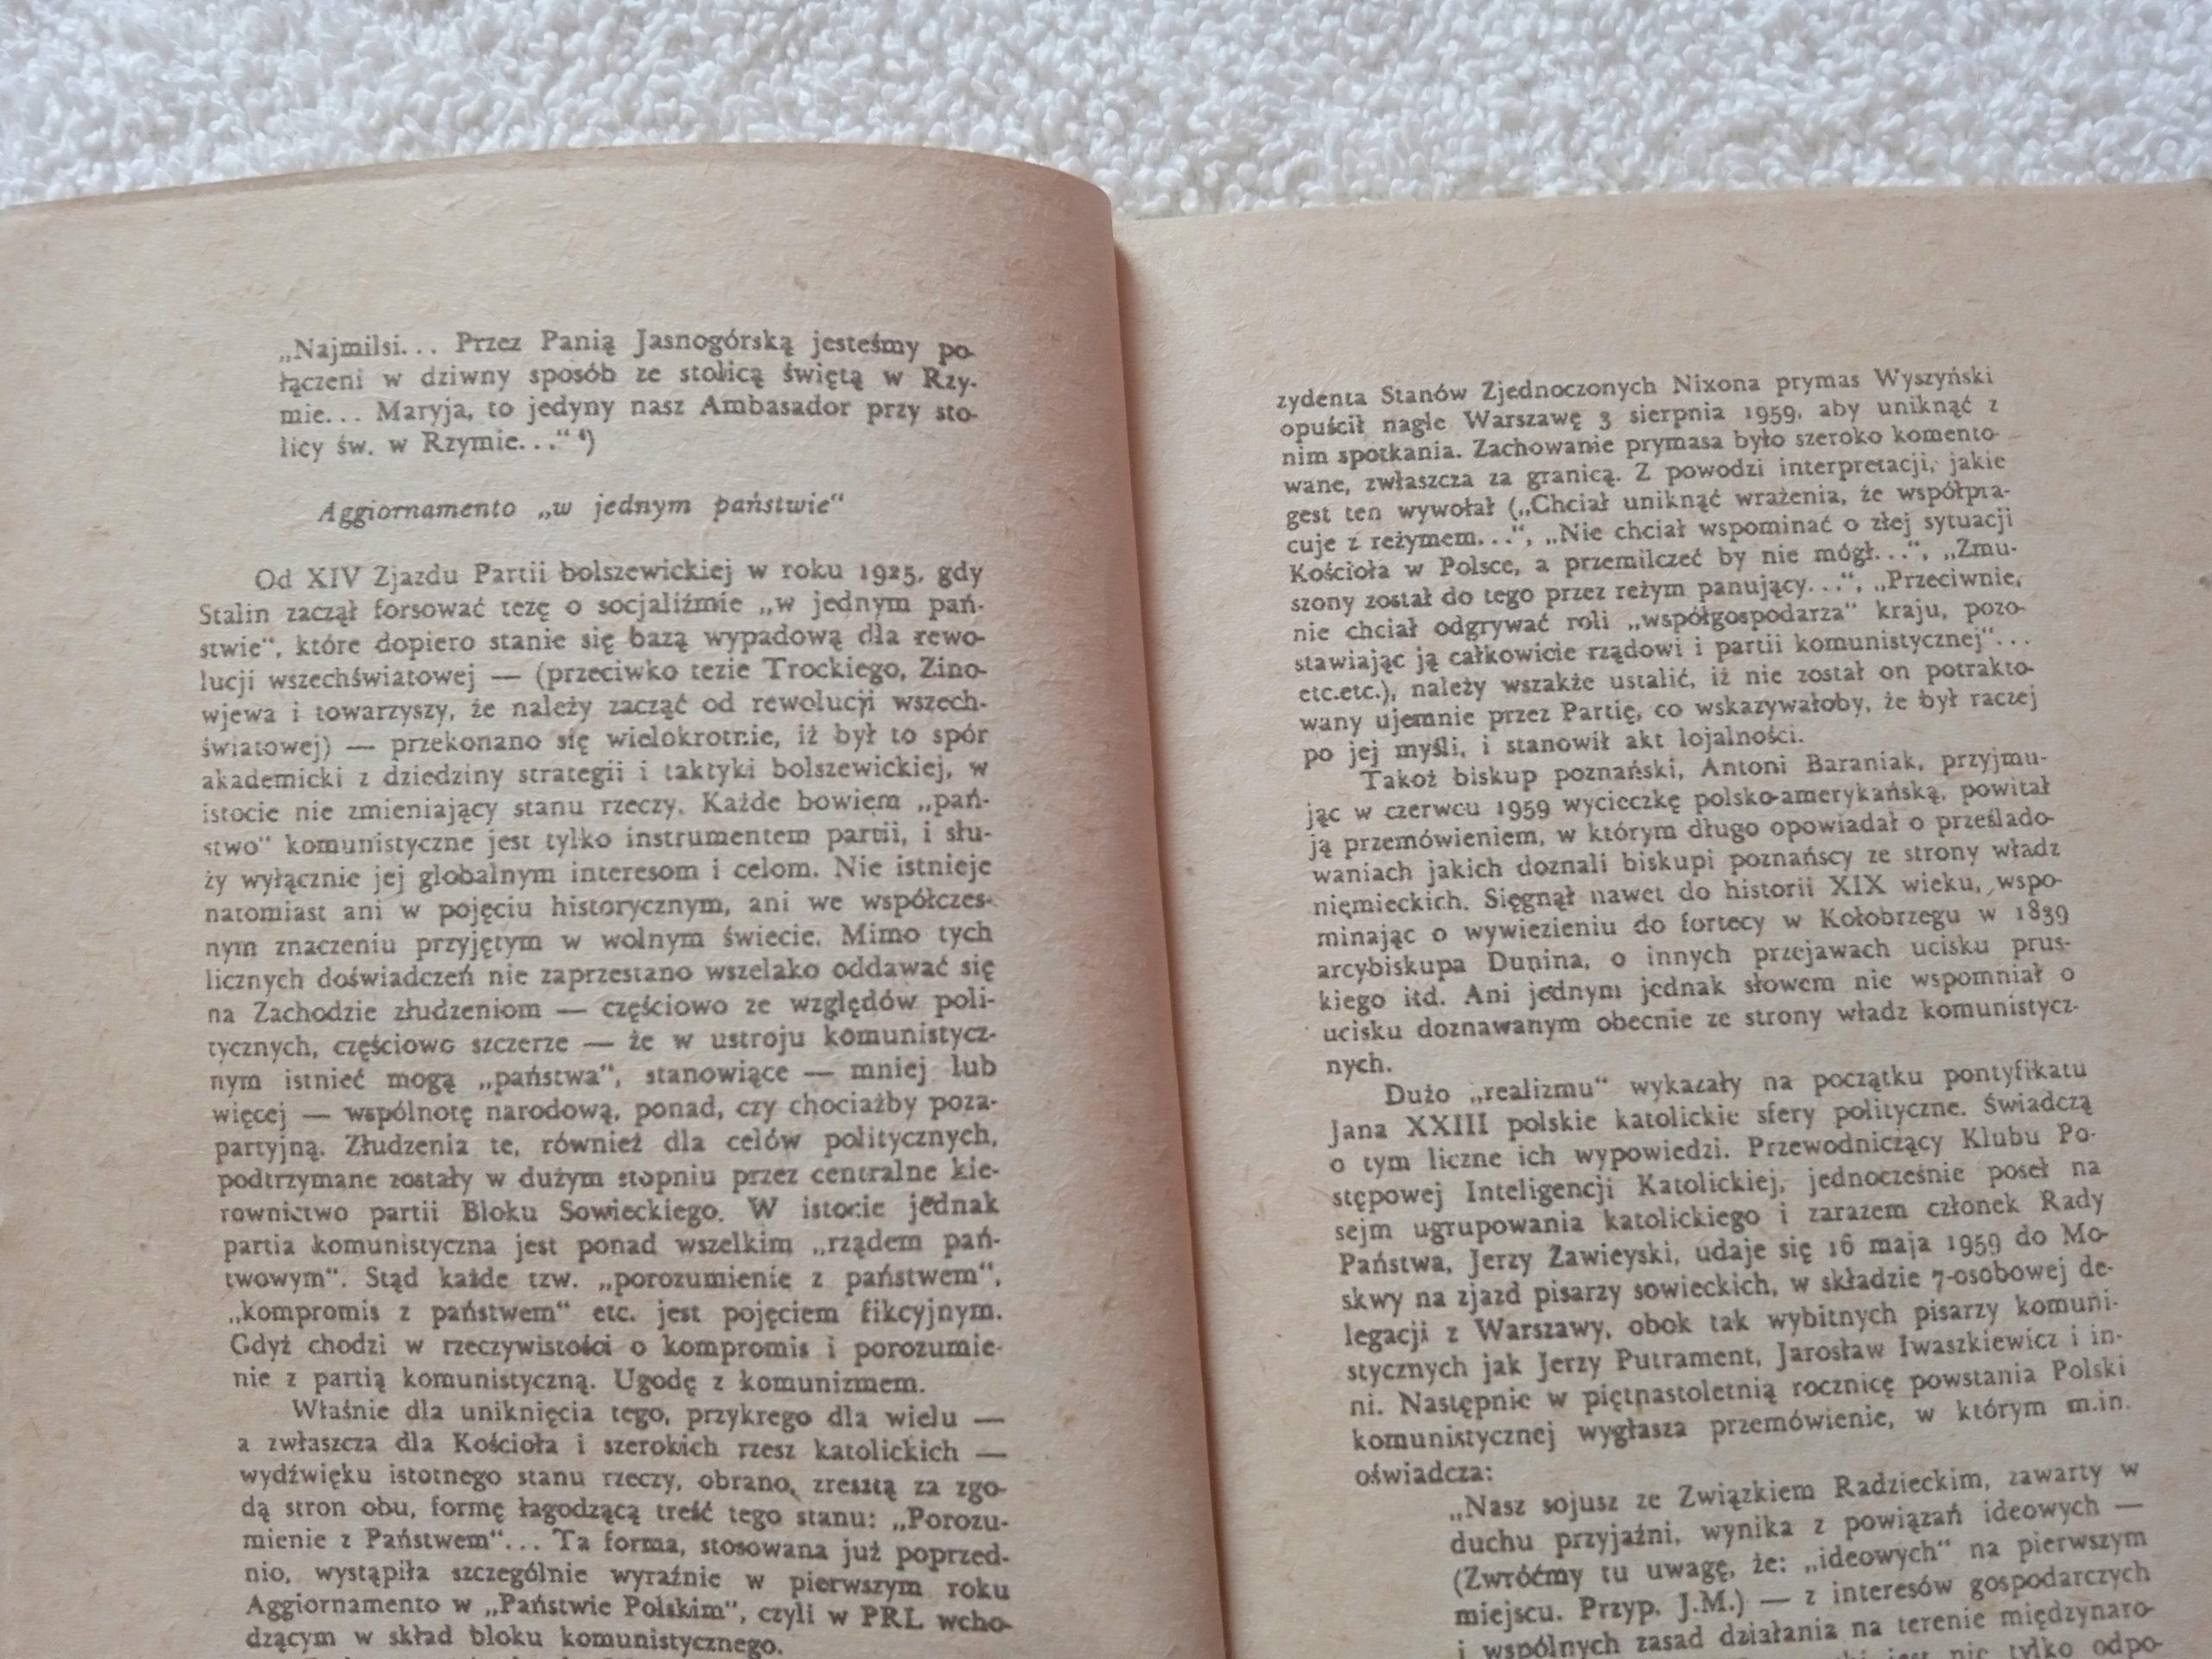 „Najmilsi... Przez Panią Jasnogórską jesteśmy po-
łączeni w dziwny sposób ze stolicą świętą w Rzy-
mie... Maryja, to jedyny nasz Ambasador przy sto-
licy św. w Rzymie...“ ⁴)
Aggiornamento „w jednym państwie“
Od XIV Zjazdu Partii bolszewickiej w roku 1925, gdy
Stalin zaczął forsować tezę o socjaliźmie „w jednym pań-
stwie“, które dopiero stanie się bazą wypadową dla rewo-
lucji wszechświatowej — (przeciwko tezie Trockiego, Zino-
wjewa i towarzyszy, że należy zacząć od rewolucji wszech-
światowej) — przekonano się wielokrotnie, iż był to spór
akademicki z dziedziny strategii i taktyki bolszewickiej, w
istocie nie zmieniający stanu rzeczy. Każde bowiem „pań-
stwo“ komunistyczne jest tylko instrumentem partii, i słu-
ży wyłącznie jej globalnym interesom i celom. Nie istnieje
natomiast ani w pojęciu historycznym, ani we współczes-
nym znaczeniu przyjętym w wolnym świecie. Mimo tych
licznych doświadczeń nie zaprzestano wszelako oddawać się
na Zachodzie złudzeniom — częściowo ze względów poli-
tycznych, częściowo szczerze — że w ustroju komunistycz-
nym istnieć mogą „państwa“, stanowiące — mniej lub
więcej — wspólnotę narodową, ponad, czy chociażby poza-
partyjną. Złudzenia te, również dla celów politycznych,
podtrzymane zostały w dużym stopniu przez centralne kie-
rownictwo partii Bloku Sowieckiego. W istocie jednak
partia komunistyczna jest ponad wszelkim „rządem pań-
twowym“. Stąd każde tzw. „porozumienie z państwem“,
„kompromis z państwem“ etc. jest pojęciem fikcyjnym.
Gdyż chodzi w rzeczywistości o kompromis i porozumie-
nie z partią komunistyczną. Ugodę z komunizmem.
Właśnie dla uniknięcia tego, przykrego dla wielu —
a zwłaszcza dla Kościoła i szerokich rzesz katolickich —
wydźwięku istotnego stanu rzeczy, obrano, zresztą za zgo-
dą stron obu, formę łagodzącą treść tego stanu: „Porozu-
mienie z Państwem“... Ta forma, stosowana już poprzed-
nio, wystąpiła szczególnie wyraźnie w pierwszym roku
Aggiornamento w „Państwie Polskim“, czyli w PRL wcho-
dzącym w skład bloku komunistycznego.
zydenta Stanów Zjednoczonych Nixona prymas Wyszyński
opuścił nagle Warszawę 3 sierpnia 1959, aby uniknąć z
nim spotkania. Zachowanie prymasa było szeroko komento-
wane, zwłaszcza za granicą. Z powodzi interpretacji, jakie
gest ten wywołał („Chciał uniknąć wrażenia, że współpra-
cuje z reżymem...“, „Nie chciał wspominać o złej sytuacji
Kościoła w Polsce, a przemilczeć by nie mógł...“, „Zmu-
szony został do tego przez reżym panujący...“, „Przeciwnie,
nie chciał odgrywać roli „współgospodarza“ kraju, pozo-
stawiając ją całkowicie rządowi i partii komunistycznej“...
etc.etc.), należy wszakże ustalić, iż nie został on potrakto-
wany ujemnie przez Partię, co wskazywałoby, że był raczej
po jej myśli, i stanowił akt lojalności.
Takoż biskup poznański, Antoni Baraniak, przyjmu-
jąc w czerwcu 1959 wycieczkę polsko-amerykańską, powitał
ją przemówieniem, w którym długo opowiadał o prześlado-
waniach jakich doznali biskupi poznańscy ze strony władz
niemieckich. Sięgnął nawet do historii XIX wieku, wspo-
minając o wywiezieniu do fortecy w Kołobrzegu w 1839
arcybiskupa Dunina, o innych przejawach ucisku prus-
kiego itd. Ani jednym jednak słowem nie wspomniał o
ucisku doznawanym obecnie ze strony władz komunistycz-
nych.
Dużo „realizmu“ wykazały na początku pontyfikatu
Jana XXIII polskie katolickie sfery polityczne. Świadczą
o tym liczne ich wypowiedzi. Przewodniczący Klubu Po-
stępowej Inteligencji Katolickiej, jednocześnie poseł na
sejm ugrupowania katolickiego i zarazem członek Rady
Państwa, Jerzy Zawieyski, udaje się 16 maja 1959 do Mo-
skwy na zjazd pisarzy sowieckich, w składzie 7-osobowej de-
legacji z Warszawy, obok tak wybitnych pisarzy komuni-
stycznych jak Jerzy Putrament, Jarosław Iwaszkiewicz i in-
ni. Następnie w piętnastoletnią rocznicę powstania Polski
komunistycznej wygłasza przemówienie, w którym m.in.
oświadcza:
„Nasz sojusz ze Związkiem Radzieckim, zawarty w
duchu przyjaźni, wynika z powiązań ideowych —
(Zwróćmy tu uwagę, że: „ideowych“ na pierwszym
miejscu. Przyp. J.M.) — z interesów gospodarczych
i wspólnych zasad działania na terenie międzynaro-
jest nie tylko odpo-